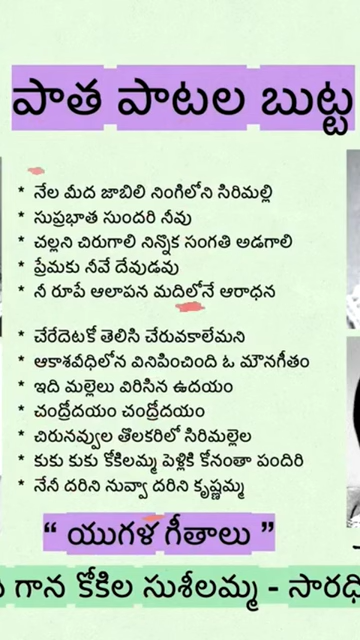 పాత పాటల బుట్ట
* నేల మీద జాబిలి నింగిలోని సిరిమల్లి
* సుప్రభాత సుందరి నీవు
* చల్లని చిరుగాలి నిన్నొక సంగతి అడగాలి
* ప్రేమకు నీవే దేవుడవు
* నీ రూపే ఆలాపన మదిలోనే ఆరాధన
* చేరేదెటకో తెలిసి చేరువకాలేమని
* ఆకాశవీధిలోన వినిపించింది ఓ మౌనగీతం
* ఇది మల్లెలు విరిసిన ఉదయం
* చంద్రోదయం చంద్రోదయం
* చిరునవ్వుల తొలకరిలో సిరిమల్లెల
* కుకు కుకు కోకిలమ్మ పెళ్లికి కోనంతా పందిరి
* నేనీ దరిని నువ్వా దరిని కృష్ణమ్మ
“ యుగళ గీతాలు ”
గాన కోకిల సుశీలమ్మ - సారధి